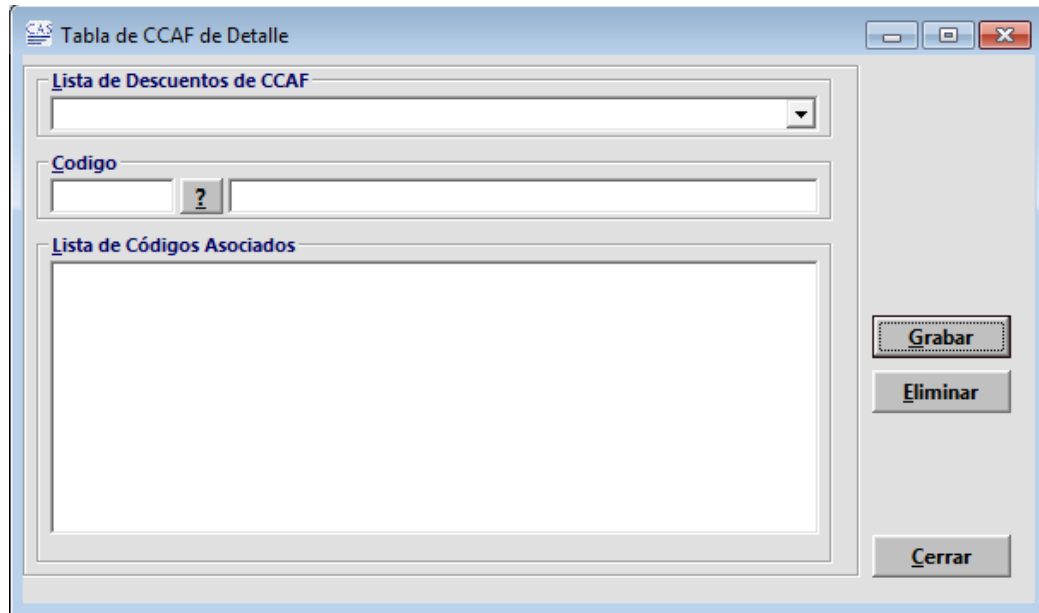 CAS
Tabla de CCAF de Detalle
Lista de Descuentos de CCAF
Codigo
?
Lista de Códigos Asociados
Grabar
Eliminar
Cerrar